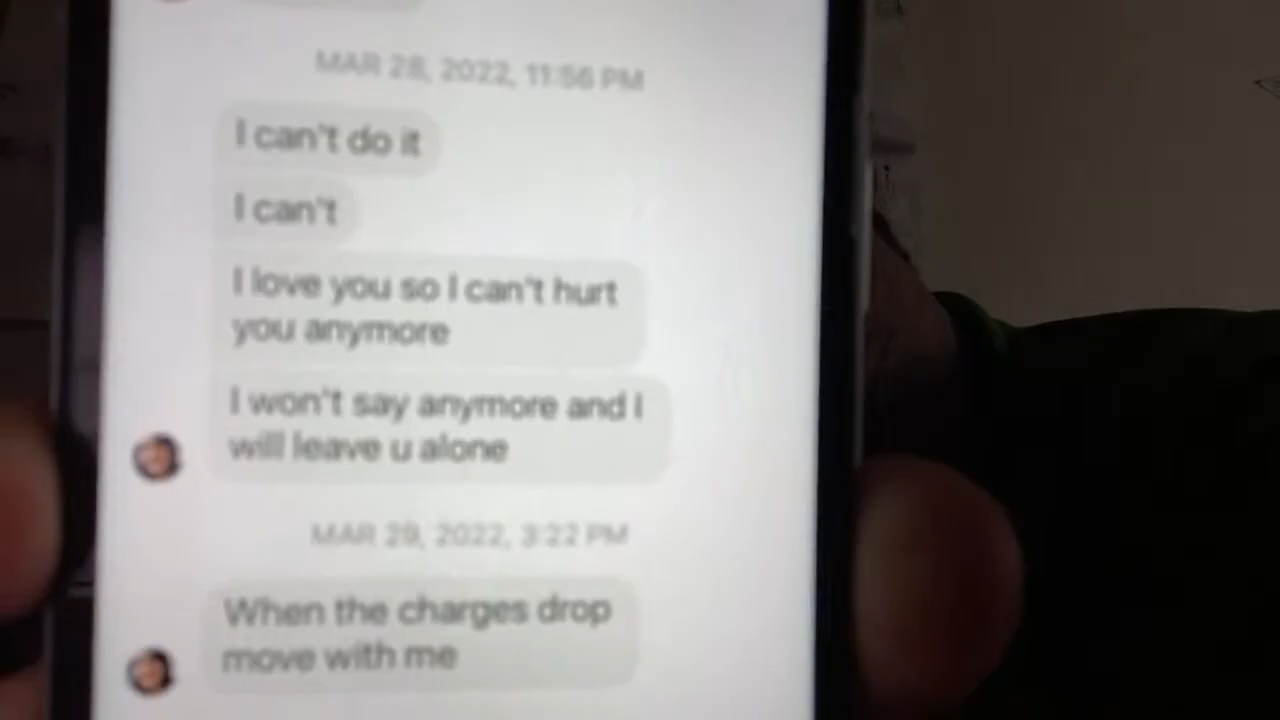 MAR 28, 2022, 11:56 PM
I can't do it
I can't
I love you so I can't hurt
you anymore
I won't say anymore and I
will leave u alone
MAR 29, 2022, 3:22 PM
When the charges drop
move with me